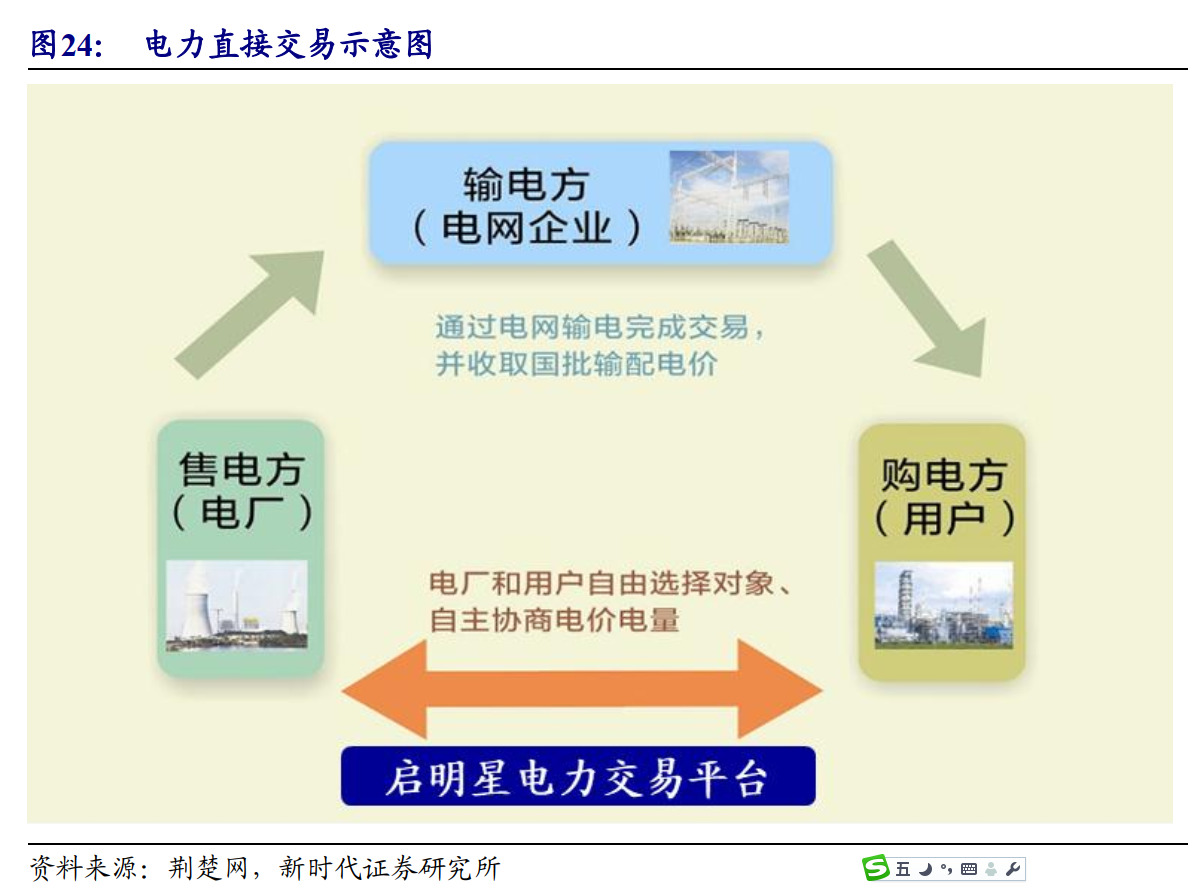 图24: 电力直接交易示意图
输电方
（电网企业）
通过电网输电完成交易，
并收取国批输配电价
售电方
（电厂）
购电方
（用户）
电厂和用户自由选择对象、
自主协商电价电量
启明星电力交易平台
资料来源：荆楚网，新时代证券研究所
五